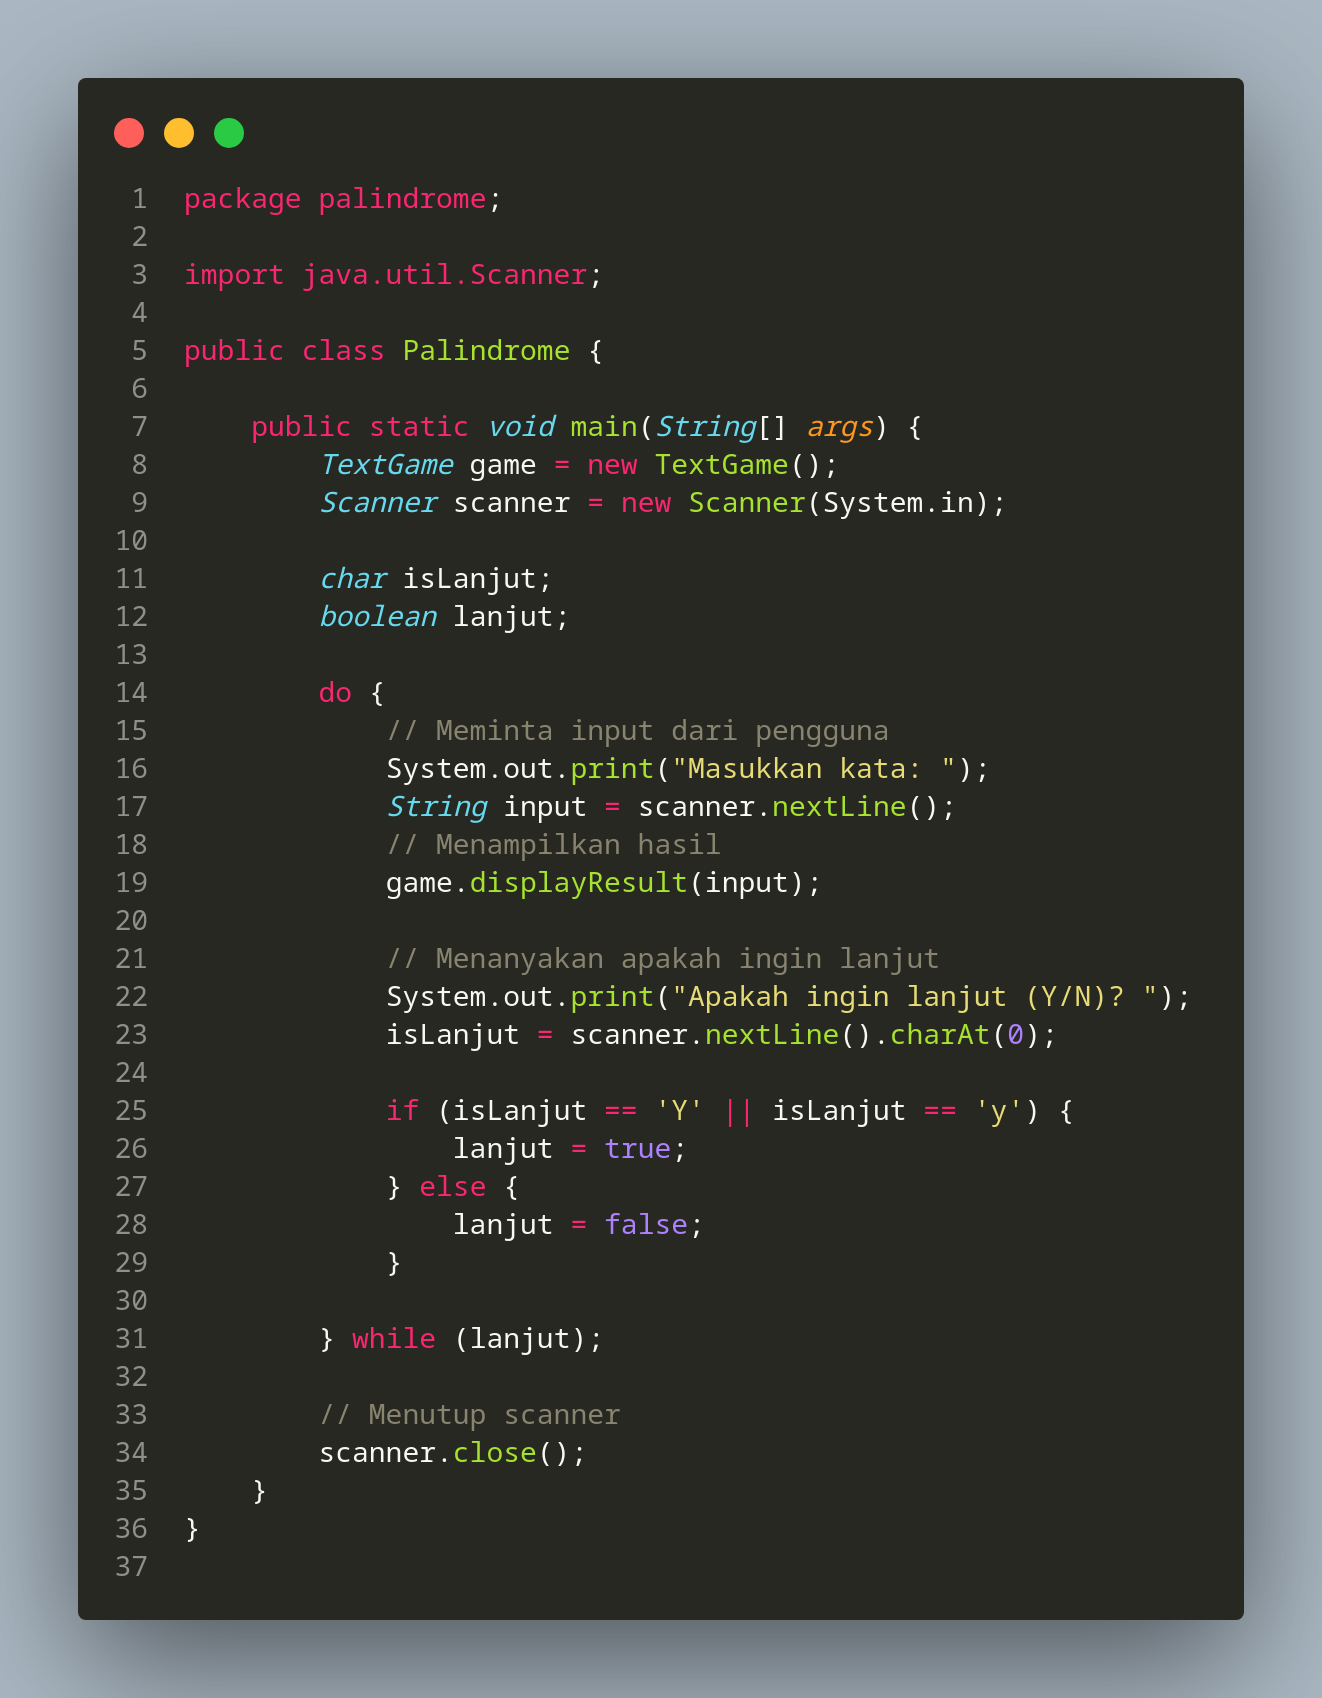 1 package palindrome;
2
3 import java.util.Scanner;
4
5 public class Palindrome {
6
7     public static void main(String[] args) {
8         TextGame game = new TextGame();
9         Scanner scanner = new Scanner(System.in);
10
11         char isLanjut;
12         boolean lanjut;
13
14         do {
15             // Meminta input dari pengguna
16             System.out.print("Masukkan kata: ");
17             String input = scanner.nextLine();
18             // Menampilkan hasil
19             game.displayResult(input);
20
21             // Menanyakan apakah ingin lanjut
22             System.out.print("Apakah ingin lanjut (Y/N)? ");
23             isLanjut = scanner.nextLine().charAt(0);
24
25             if (isLanjut == 'Y' || isLanjut == 'y') {
26                 lanjut = true;
27             } else {
28                 lanjut = false;
29             }
30
31         } while (lanjut);
32
33         // Menutup scanner
34         scanner.close();
35     }
36 }
37